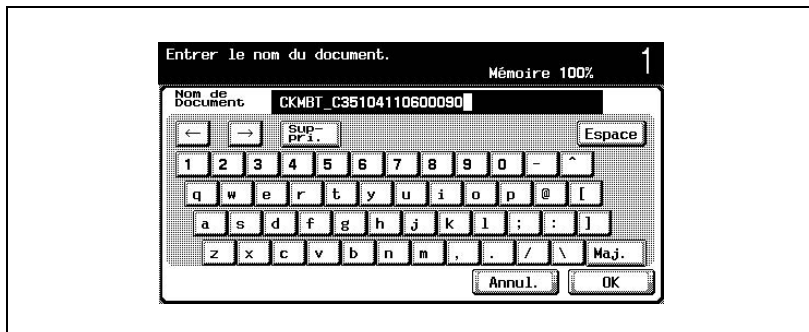 Entrer le nom du document.
Mémoire 100% 1
Nom de
Document CKMBT_C35104110600090
← → Sup-
pri. Espace
1 2 3 4 5 6 7 8 9 0 - ^
q w e r t y u i o p @ [
a s d f g h j k l ; : ]
z x c v b n m , . / \ Maj.
Annul. OK